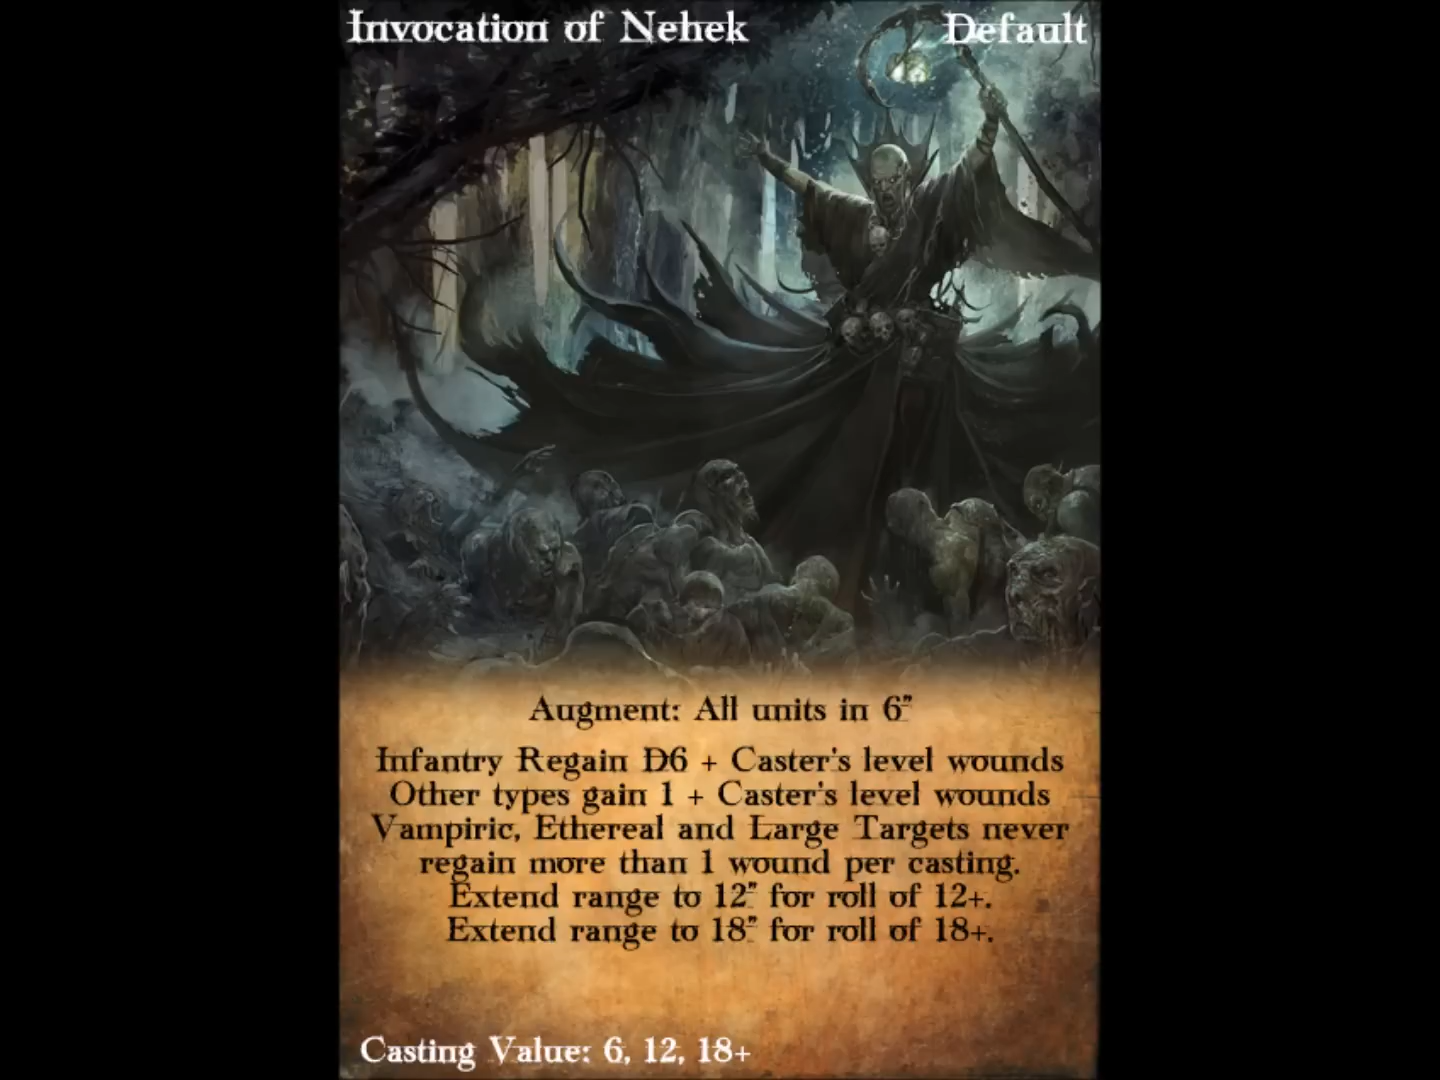 Invocation of Nehek
Default
Augment: All units in 6"
Infantry Regain D6 + Caster's level wounds
Other types gain 1 + Caster's level wounds
Vampiric, Ethereal and Large Targets never
regain more than 1 wound per casting.
Extend range to 12" for roll of 12+.
Extend range to 18" for roll of 18+.
Casting Value: 6, 12, 18+